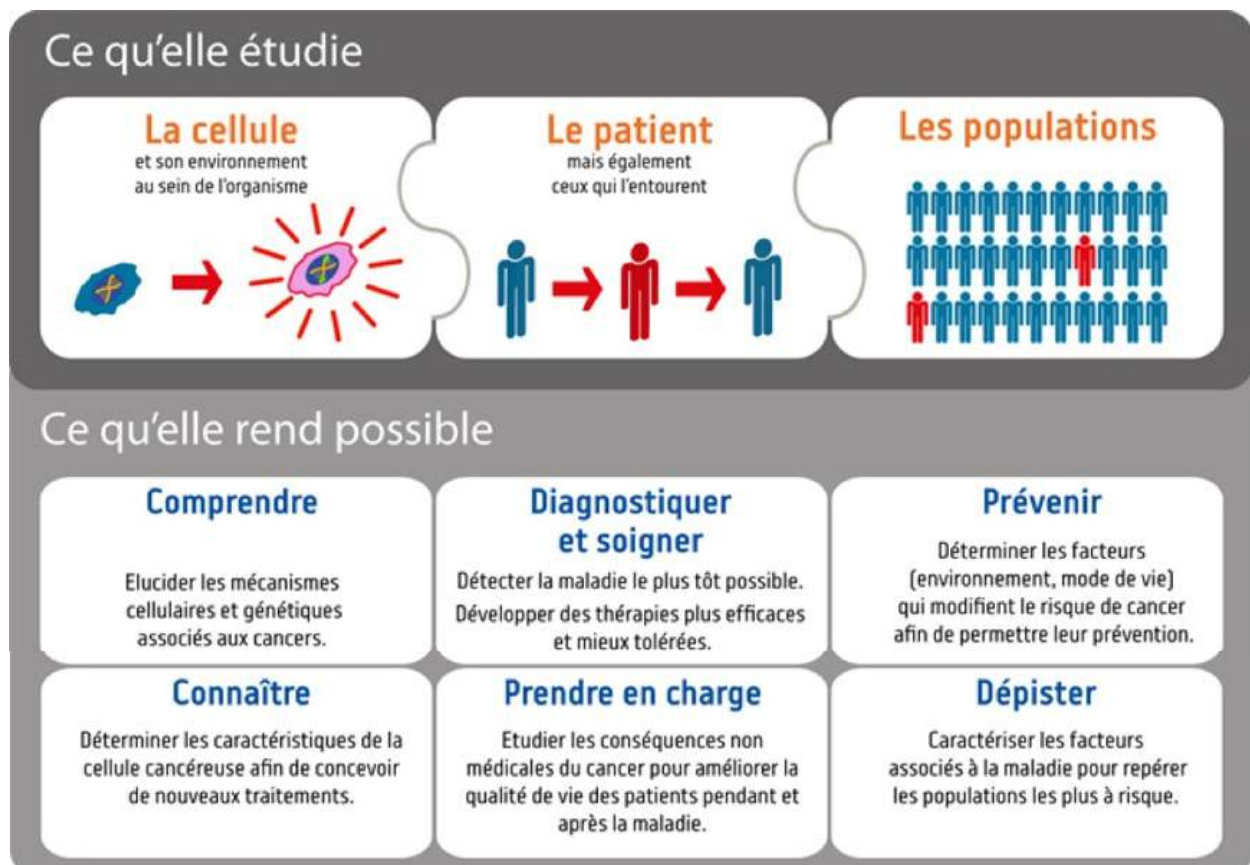 Ce qu'elle étudie
La cellule
et son environnement
au sein de l'organisme
Le patient
mais également
ceux qui l'entourent
Les populations
Ce qu'elle rend possible
Comprendre
Elucider les mécanismes
cellulaires et génétiques
associés aux cancers.
Diagnostiquer
et soigner
Détecter la maladie le plus tôt possible.
Développer des thérapies plus efficaces
et mieux tolérées.
Prévenir
Déterminer les facteurs
(environnement, mode de vie)
qui modifient le risque de cancer
afin de permettre leur prévention.
Connaître
Déterminer les caractéristiques de la
cellule cancéreuse afin de concevoir
de nouveaux traitements.
Prendre en charge
Etudier les conséquences non
médicales du cancer pour améliorer la
qualité de vie des patients pendant et
après la maladie.
Dépister
Caractériser les facteurs
associés à la maladie pour repérer
les populations les plus à risque.